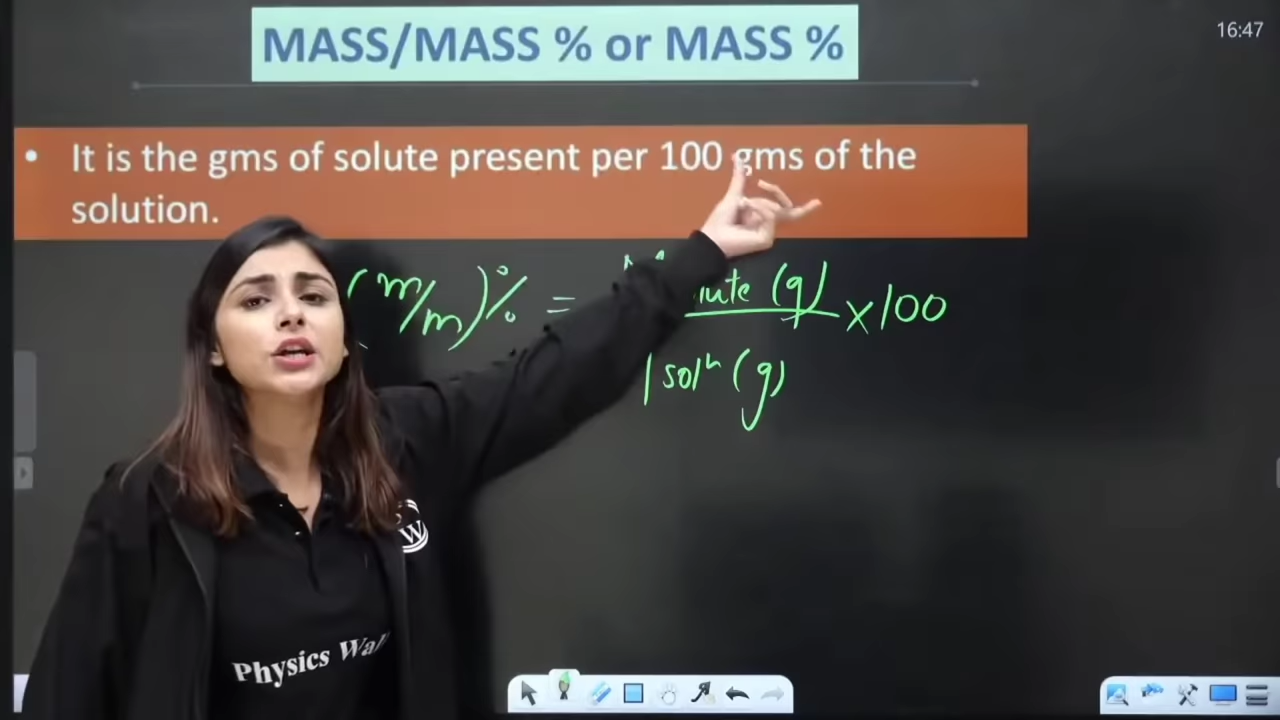 16:47
MASS/MASS % or MASS %
• It is the gms of solute present per 100 gms of the
solution.
(m/m)% = (g) ×100
solⁿ (g)
W
Physics Wal